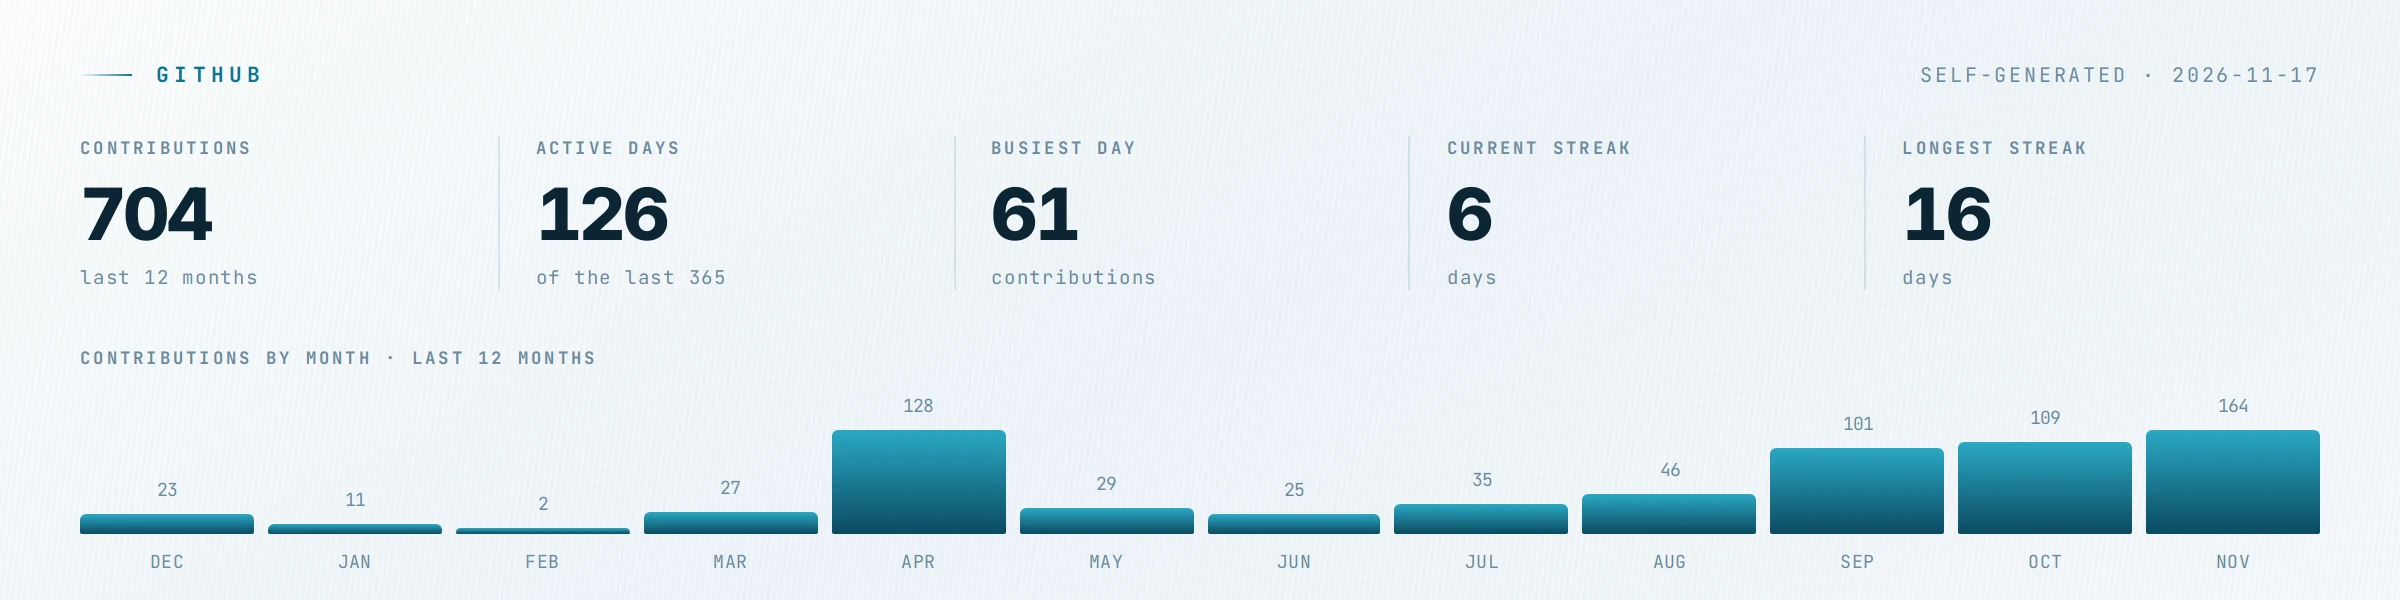 GITHUB
SELF-GENERATED · 2026-11-17
CONTRIBUTIONS
704
last 12 months
ACTIVE DAYS
126
of the last 365
BUSIEST DAY
61
contributions
CURRENT STREAK
6
days
LONGEST STREAK
16
days
CONTRIBUTIONS BY MONTH · LAST 12 MONTHS
23 11 2 27 128 29 25 35 46 101 109 164
DEC JAN FEB MAR APR MAY JUN JUL AUG SEP OCT NOV